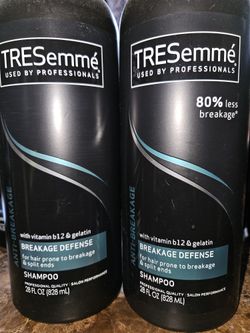 TRESemmé
USED BY PROFESSIONALS
ANTI-BREAKAGE
with vitamin b12 & gelatin
BREAKAGE DEFENSE
for hair prone to breakage
& split ends
SHAMPOO
PROFESSIONAL QUALITY · SALON PERFORMANCE
28 FL OZ (828 mL)
TRESemmé
USED BY PROFESSIONALS
80% less
breakage*
ANTI-BREAKAGE
with vitamin b12 & gelatin
BREAKAGE DEFENSE
for hair prone to breakage
& split ends
SHAMPOO
PROFESSIONAL QUALITY · SALON PERFORMANCE
28 FL OZ (828 mL)